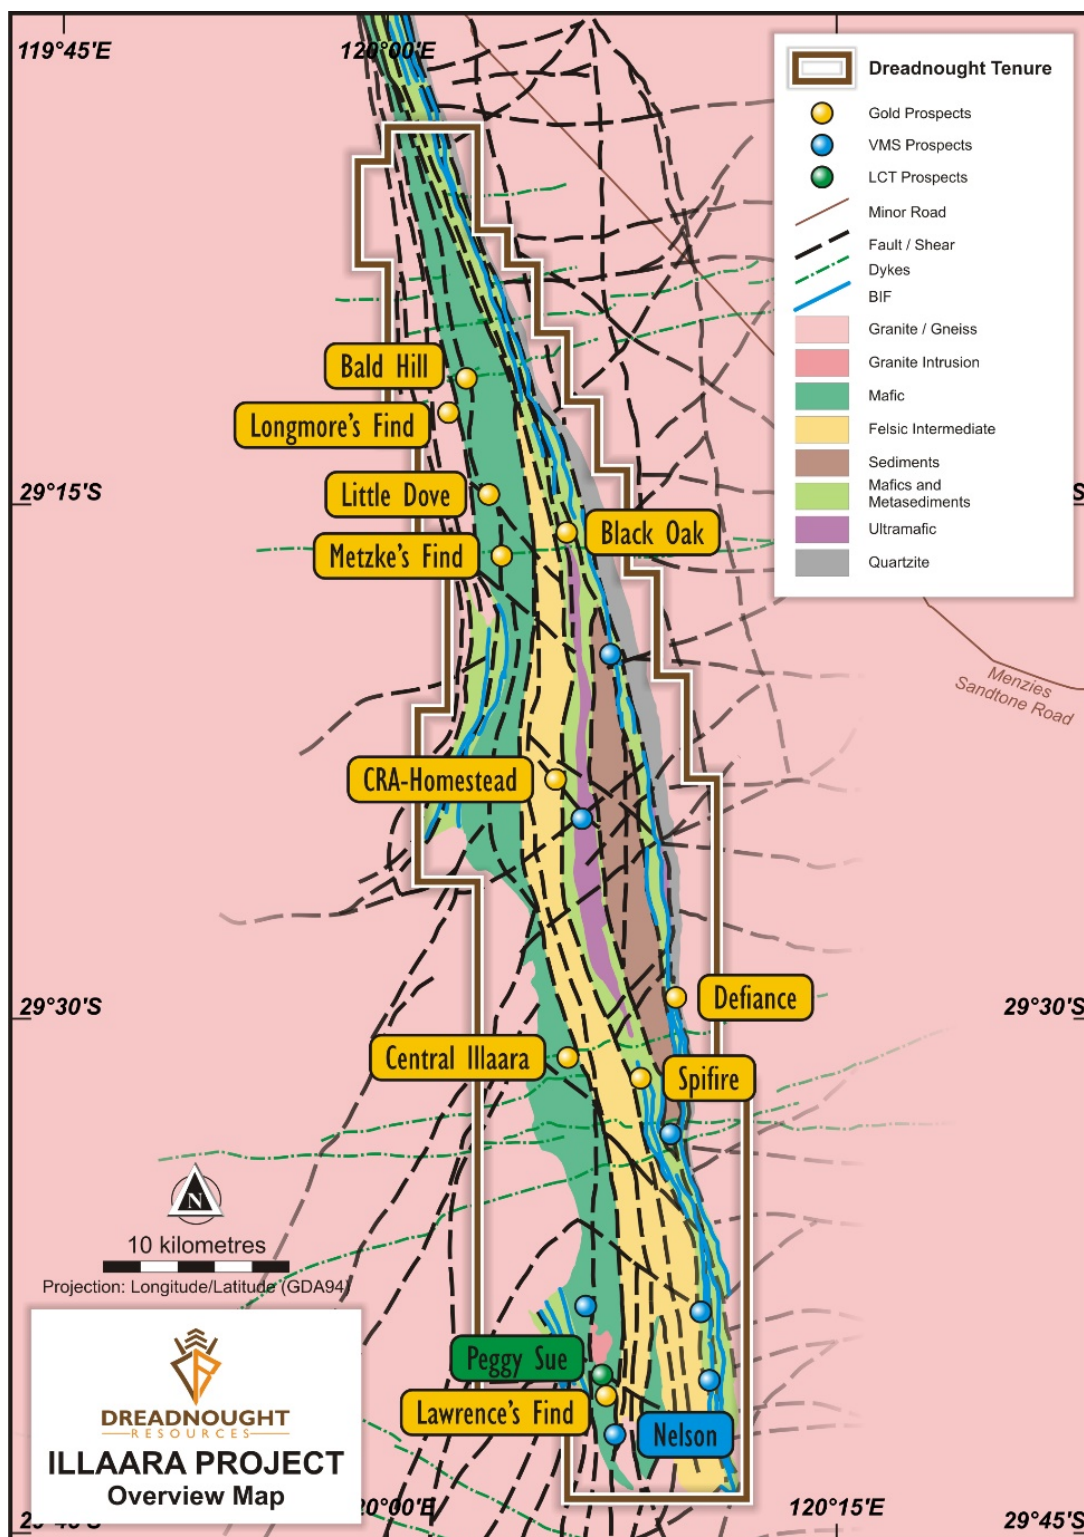 119°45'E
120°00'E
Dreadnought Tenure
Gold Prospects
VMS Prospects
LCT Prospects
Minor Road
Fault / Shear
Dykes
BIF
Granite / Gneiss
Granite Intrusion
Mafic
Felsic Intermediate
Sediments
Mafics and
Metasediments
Ultramafic
Quartzite
Bald Hill
Longmore's Find
29°15'S
S
Little Dove
Black Oak
Metzke's Find
Menzies
Sandtone Road
CRA-Homestead
Defiance
29°30'S
29°30'S
Central Illaara
Spifire
N
10 kilometres
Projection: Longitude/Latitude (GDA94)
Peggy Sue
Lawrence's Find
Nelson
DREADNOUGHT
RESOURCES
ILLAARA PROJECT
Overview Map
120°15'E
29°45'S